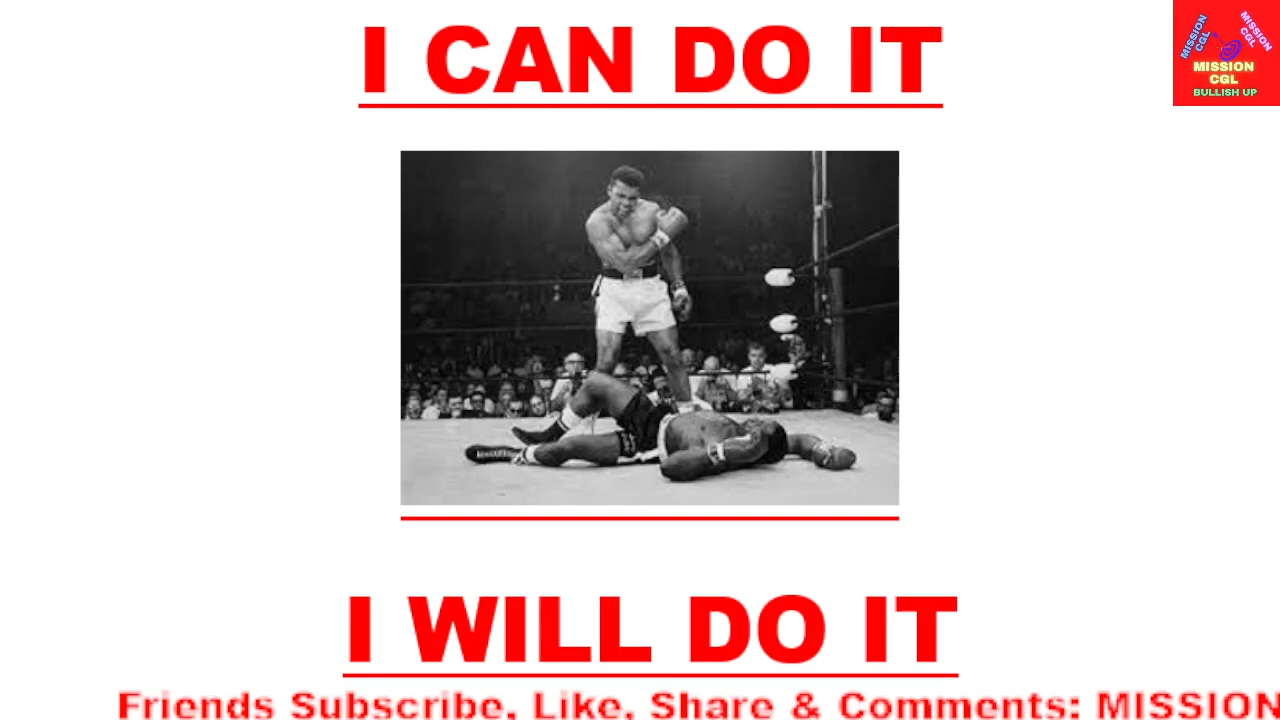 I CAN DO IT
MISSION CGL
MISSION CGL
MISSION
CGL
BULLISH UP
I WILL DO IT
Friends Subscribe, Like, Share & Comments: MISSION